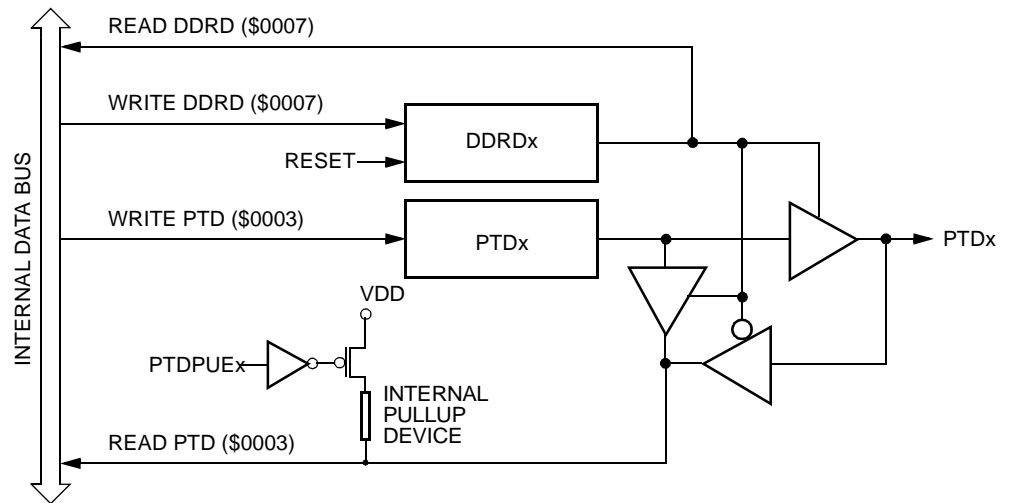 READ DDRD ($0007)
WRITE DDRD ($0007)
DDRDx
RESET
INTERNAL DATA BUS
WRITE PTD ($0003)
PTDx
PTDx
VDD
PTDPUEx
INTERNAL
PULLUP
DEVICE
READ PTD ($0003)